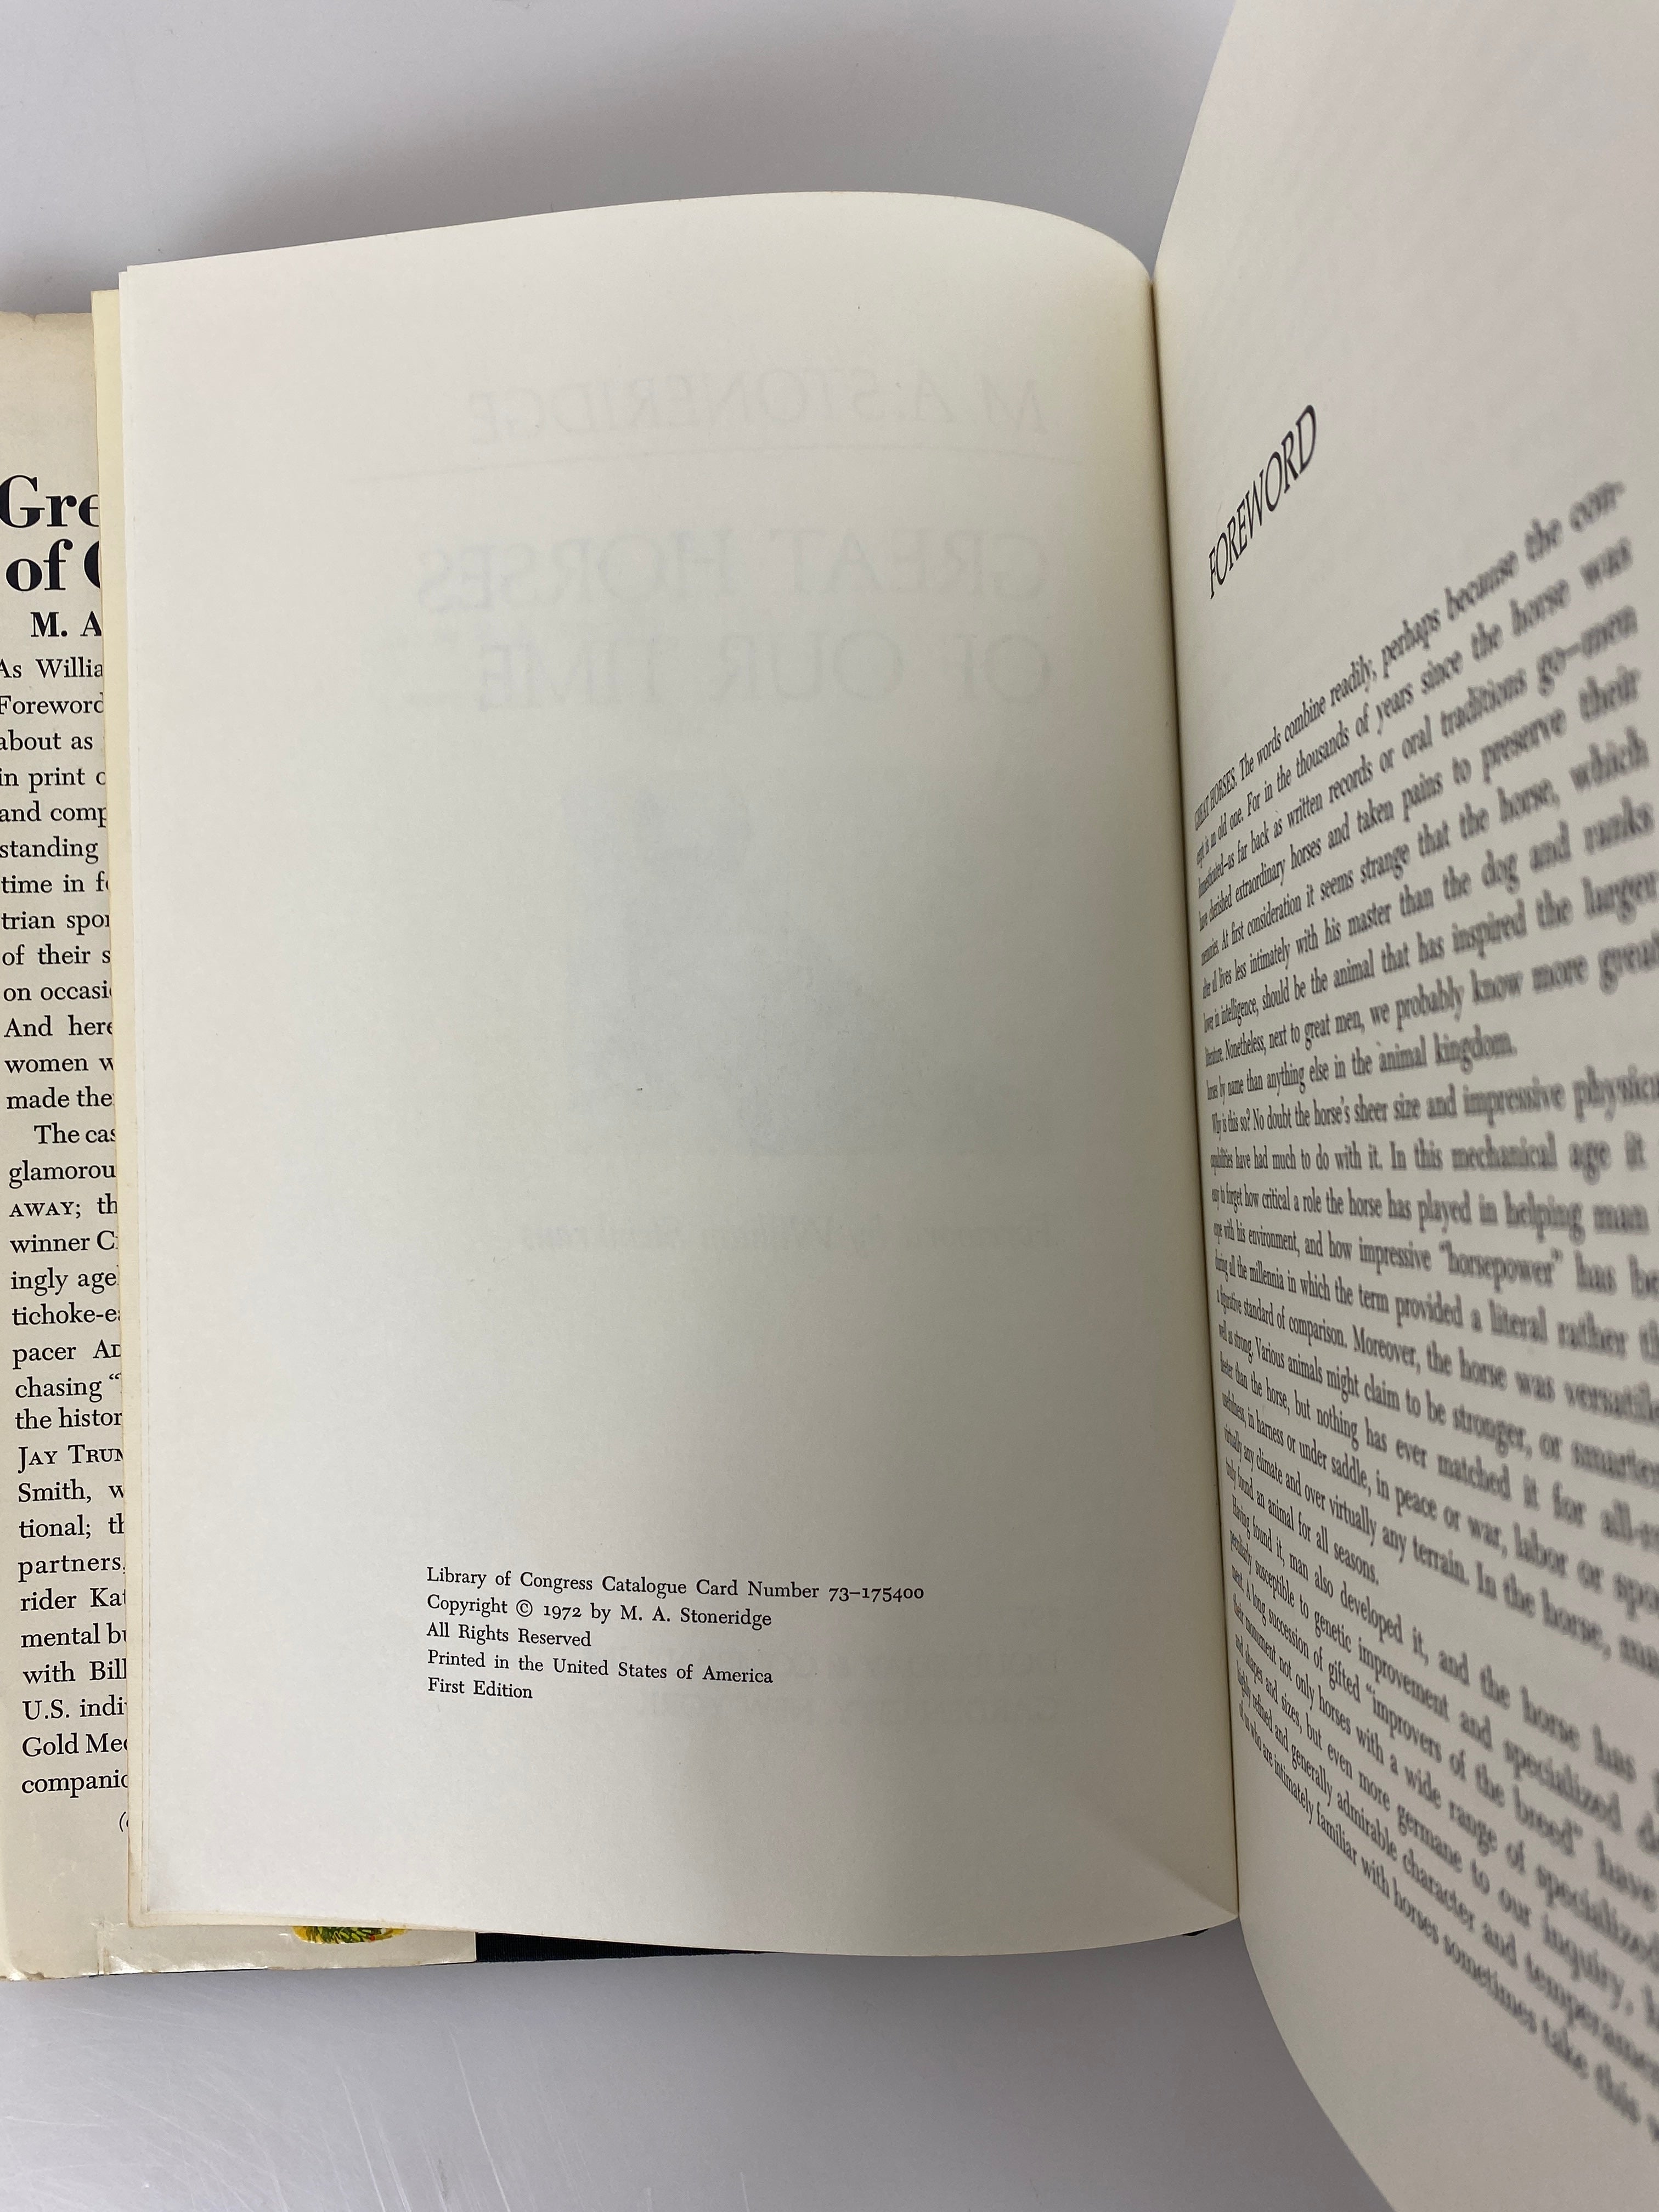 Gre
of
M. A
As Willia
Foreword
about as
in print
and comp
standing
time in f
trian spor
of their s
on occasi
And here
women w
made the
The cas
glamorou
AWAY; th
winner C
ingly age
tichoke-e
pacer AD
chasing "
the histor
JAY TRUM
Smith, w
tional; th
partners,
rider Kat
mental bu
with Bill
U.S. indi
Gold Med
companio
M. A. STONERIDGE
GREAT HORSES
OF OUR TIME
Library of Congress Catalogue Card Number 73–175400
Copyright © 1972 by M. A. Stoneridge
All Rights Reserved
Printed in the United States of America
First Edition
FOREWORD
GREAT HORSES. The words combine readily, perhaps because the con-
cept is an old one. For in the thousands of years since the horse was
domesticated—as far back as written records or oral traditions go—men
have cherished extraordinary horses and taken pains to preserve their
memories. At first consideration it seems strange that the horse, which
after all lives less intimately with his master than the dog and ranks
lower in intelligence, should be the animal that has inspired the larger
literature. Nonetheless, next to great men, we probably know more great
horses by name than anything else in the animal kingdom.
Why is this so? No doubt the horse's sheer size and impressive physica
capabilities have had much to do with it. In this mechanical age it
easy to forget how critical a role the horse has played in helping man
cope with his environment, and how impressive "horsepower" has be
during all the millennia in which the term provided a literal rather th
a figurative standard of comparison. Moreover, the horse was versatile
well as strong. Various animals might claim to be stronger, or smarter
fleeter than the horse, but nothing has ever matched it for all-
usefulness, in harness or under saddle, in peace or war, labor or spo
virtually any climate and over virtually any terrain. In the horse, ma
truly found an animal for all seasons.
Having found it, man also developed it, and the horse has
peculiarly susceptible to genetic improvement and specialized de
ment. A long succession of gifted "improvers of the breed" have
their monument not only horses with a wide range of specialized
and shapes and sizes, but even more germane to our inquiry,
highly refined and generally admirable character and temperamen
of us who are intimately familiar with horses sometimes take this